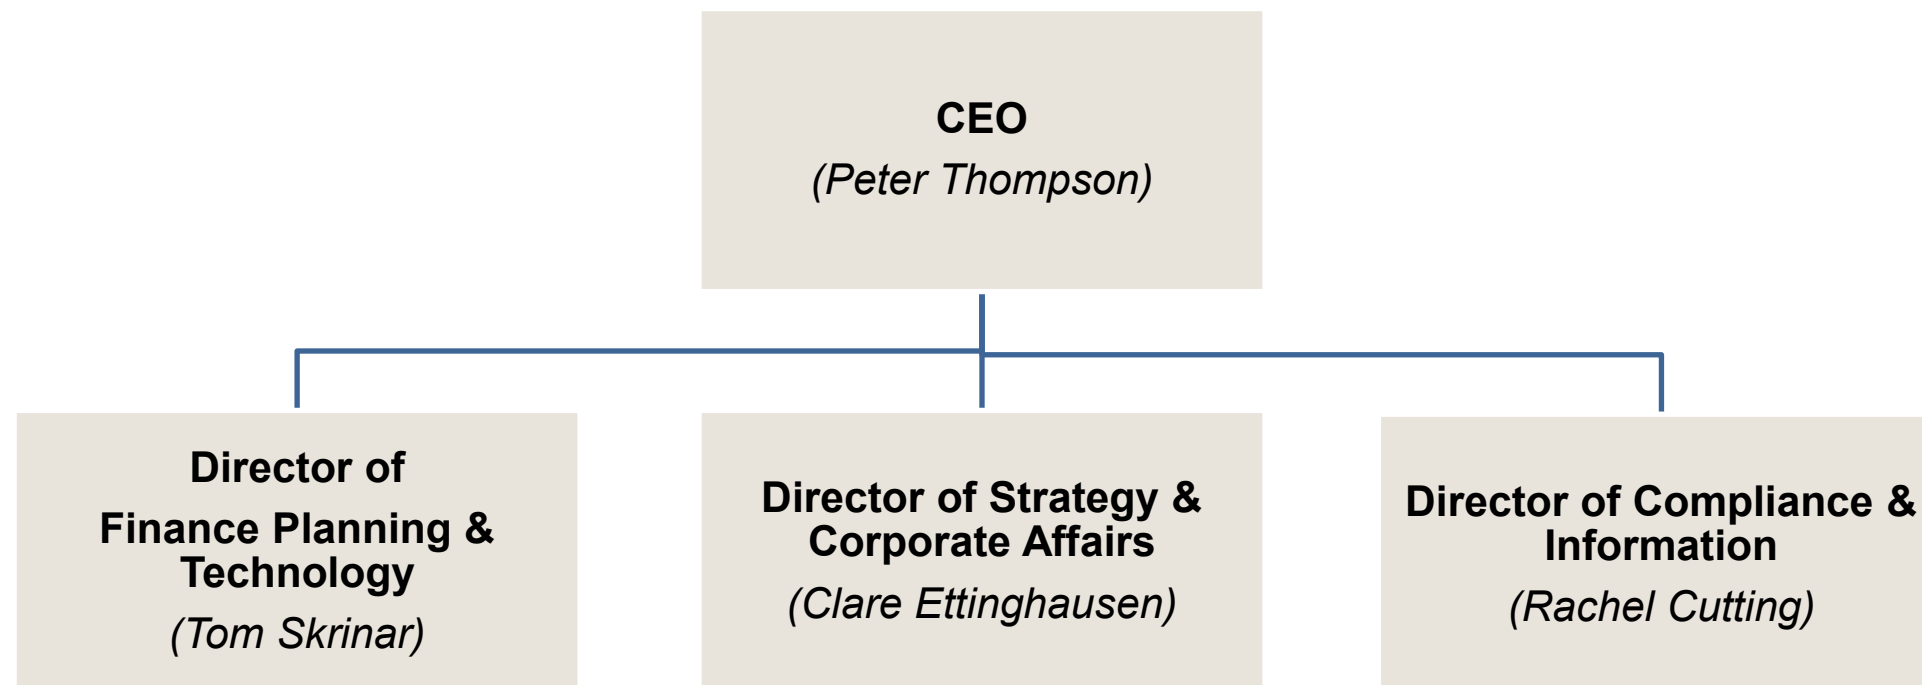 CEO
(Peter Thompson)
Director of
Finance Planning &
Technology
(Tom Skrinar)
Director of Strategy &
Corporate Affairs
(Clare Ettinghausen)
Director of Compliance &
Information
(Rachel Cutting)